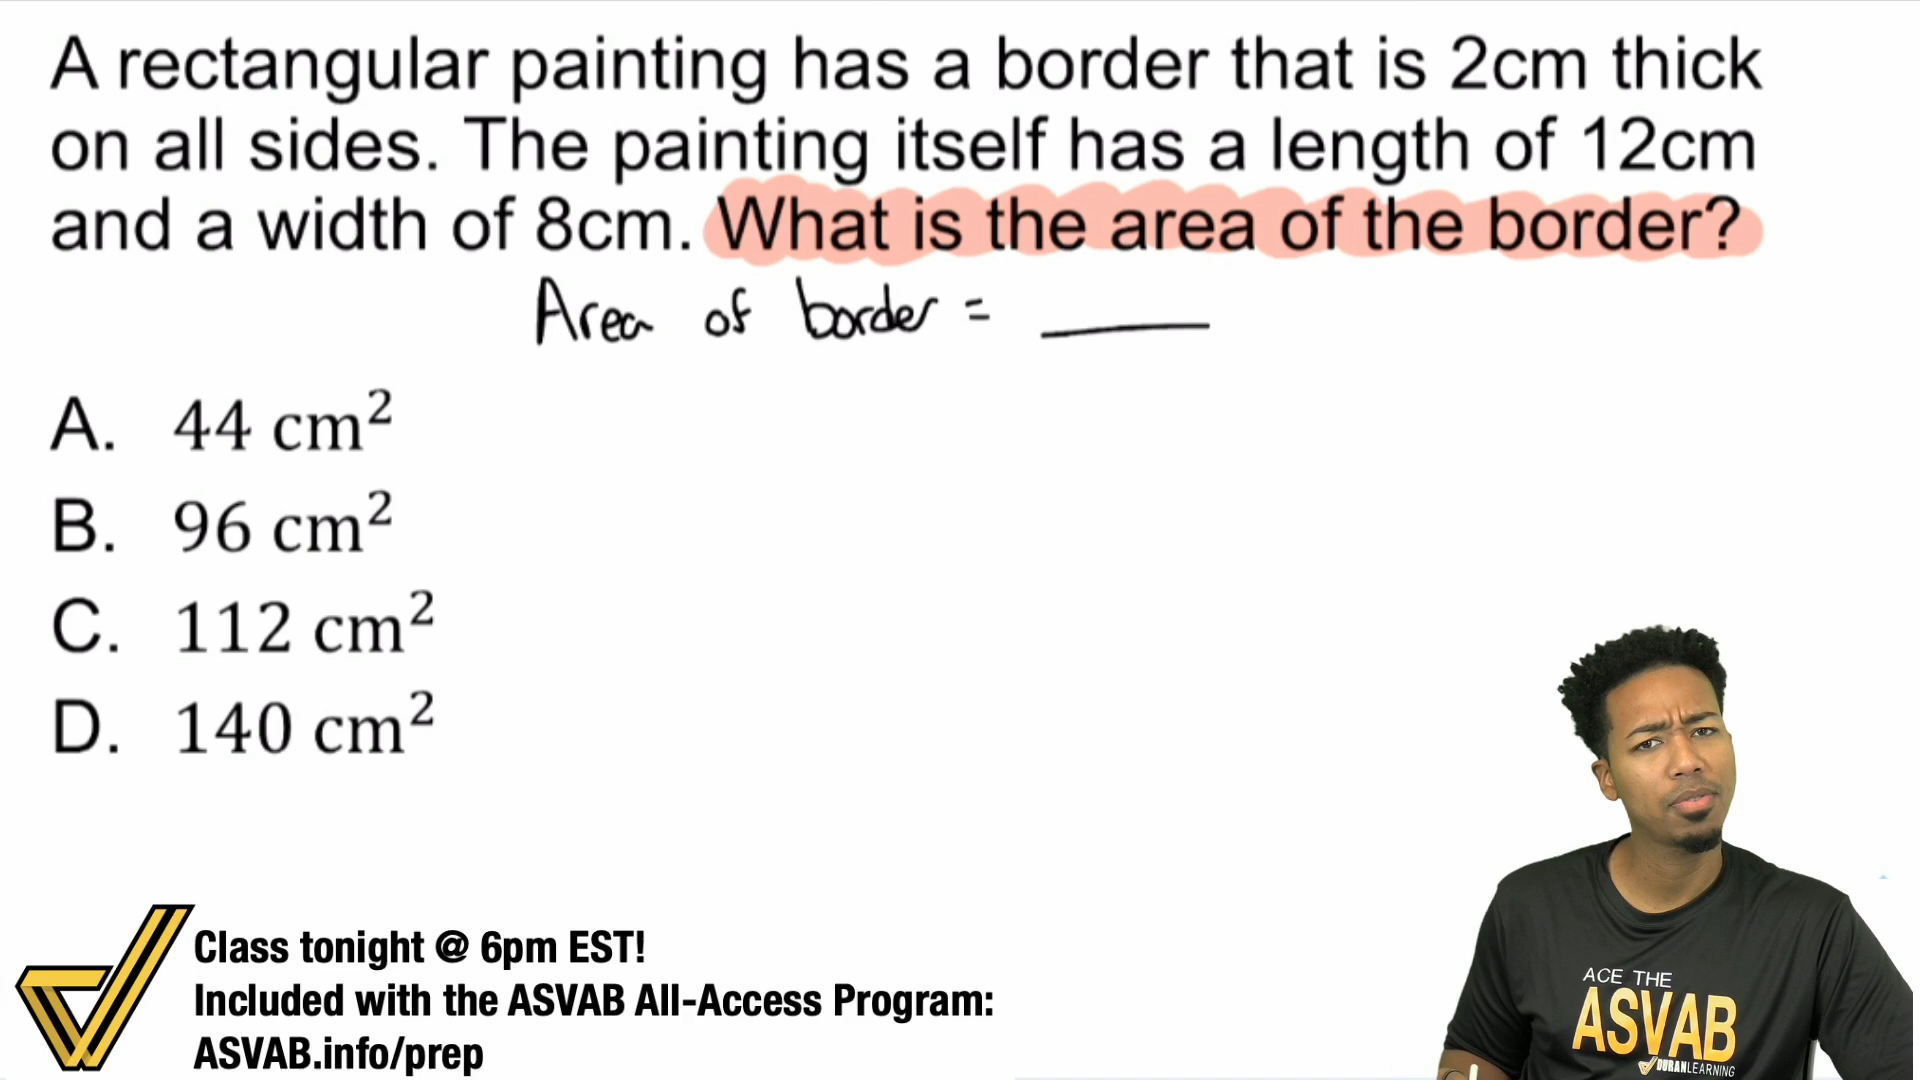 A rectangular painting has a border that is 2cm thick
on all sides. The painting itself has a length of 12cm
and a width of 8cm. What is the area of the border?
Area of border = ____
A. 44 cm²
B. 96 cm²
C. 112 cm²
D. 140 cm²
Class tonight @ 6pm EST!
Included with the ASVAB All-Access Program:
ASVAB.info/prep
ACE THE
ASVAB
DURANLEARNING